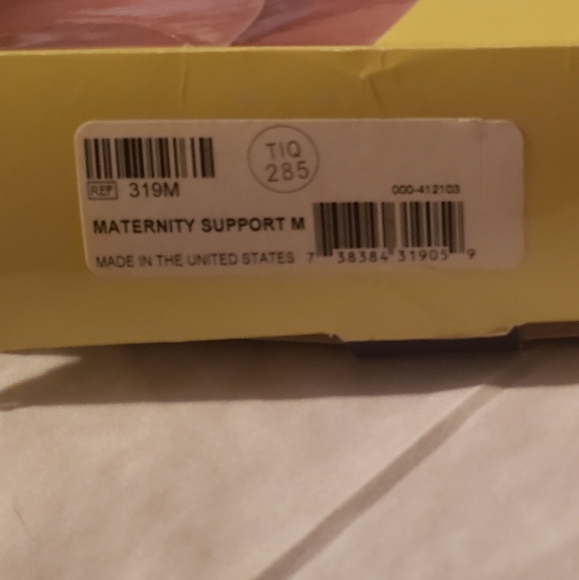 TIQ
285
REF 319M
000-412103
MATERNITY SUPPORT M
MADE IN THE UNITED STATES
7 38384 31905 9